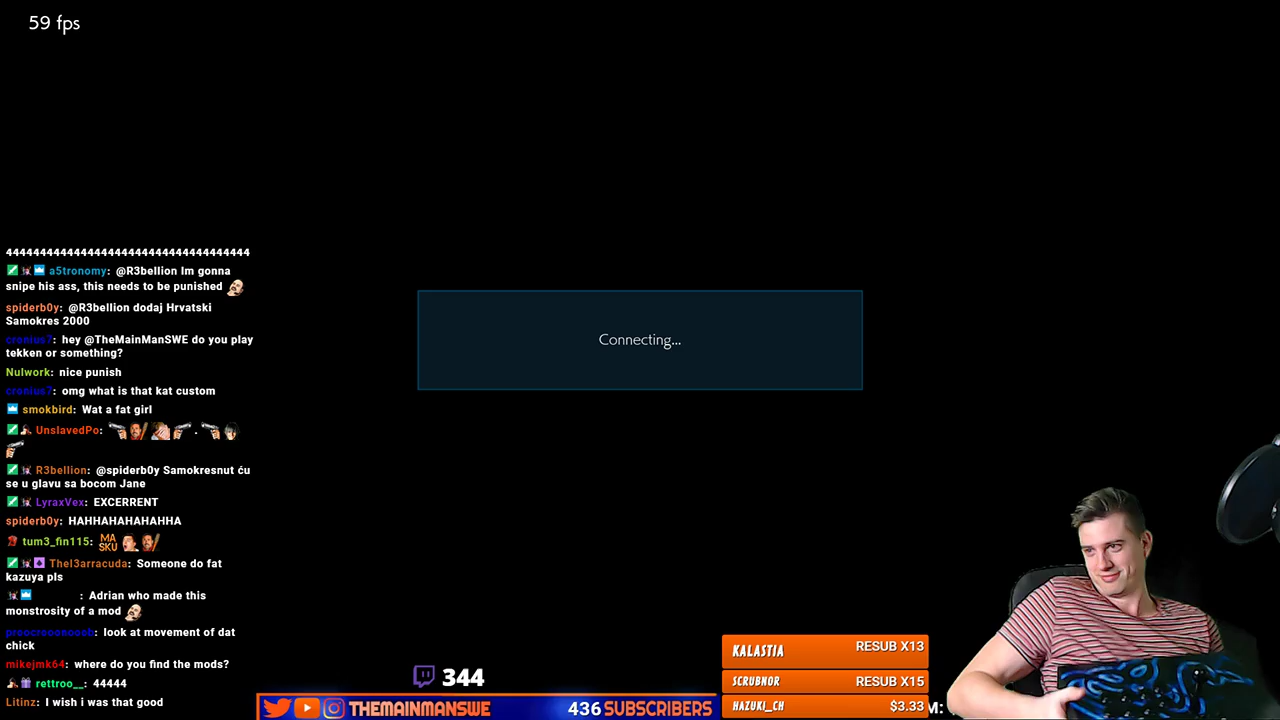 59 fps
44444444444444444444444444444444444
a5tronomy: @R3bellion Im gonna
snipe his ass, this needs to be punished
spiderb0y: @R3bellion dodaj Hrvatski
Samokres 2000
cronius7: hey @TheMainManSWE do you play
tekken or something?
Nulwork: nice punish
cronius7: omg what is that kat custom
smokbird: Wat a fat girl
UnslavedPo:
R3bellion: @spiderb0y Samokresnut ću
se u glavu sa bocom Jane
LyraxVex: EXCERRENT
spiderb0y: HAHHAHAHAHAHHA
tum3_fin115: MA
SKU
TheI3arracuda: Someone do fat
kazuya pls
: Adrian who made this
monstrosity of a mod
proocrooonooob: look at movement of dat
chick
mikejmk64: where do you find the mods?
rettroo__: 44444
Litinz: I wish i was that good
Connecting...
344
THEMAINMANSWE
436 SUBSCRIBERS
KALASTIA RESUB X13
SCRUBNOR RESUB X15
HAZUKI_CH $3.33
M: